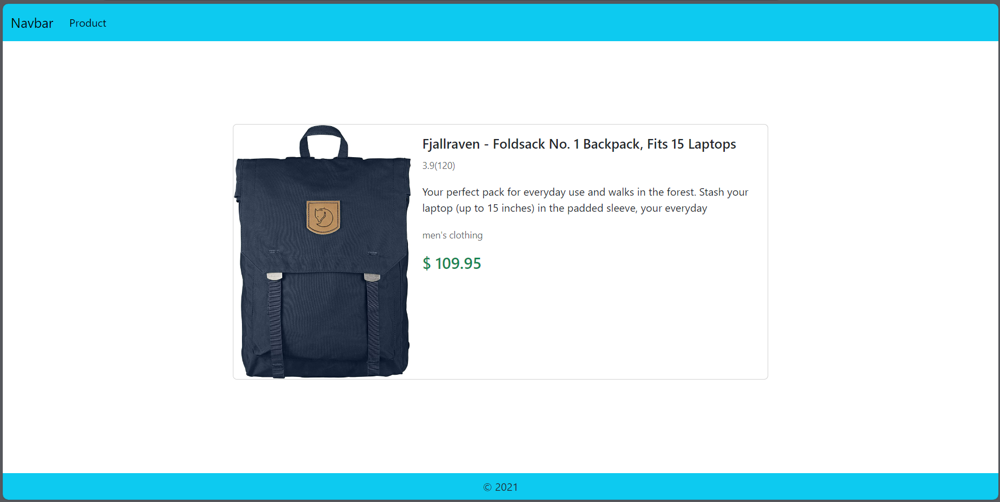 Navbar Product
Fjallraven - Foldsack No. 1 Backpack, Fits 15 Laptops
3.9(120)
Your perfect pack for everyday use and walks in the forest. Stash your
laptop (up to 15 inches) in the padded sleeve, your everyday
men's clothing
$ 109.95
© 2021